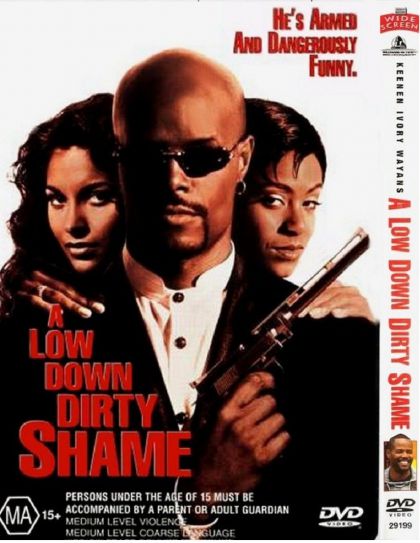 HE'S ARMED
AND DANGEROUSLY
FUNNY.
A
LOW
DOWN
DIRTY
SHAME
MA 15+
PERSONS UNDER THE AGE OF 15 MUST BE
ACCOMPANIED BY A PARENT OR ADULT GUARDIAN
MEDIUM LEVEL VIOLENCE
MEDIUM LEVEL COARSE LANGUAGE
DVD
VIDEO
WIDE
SCREEN
KEENEN IVORY WAYANS
A LOW DOWN DIRTY SHAME
DVD
VIDEO
29199